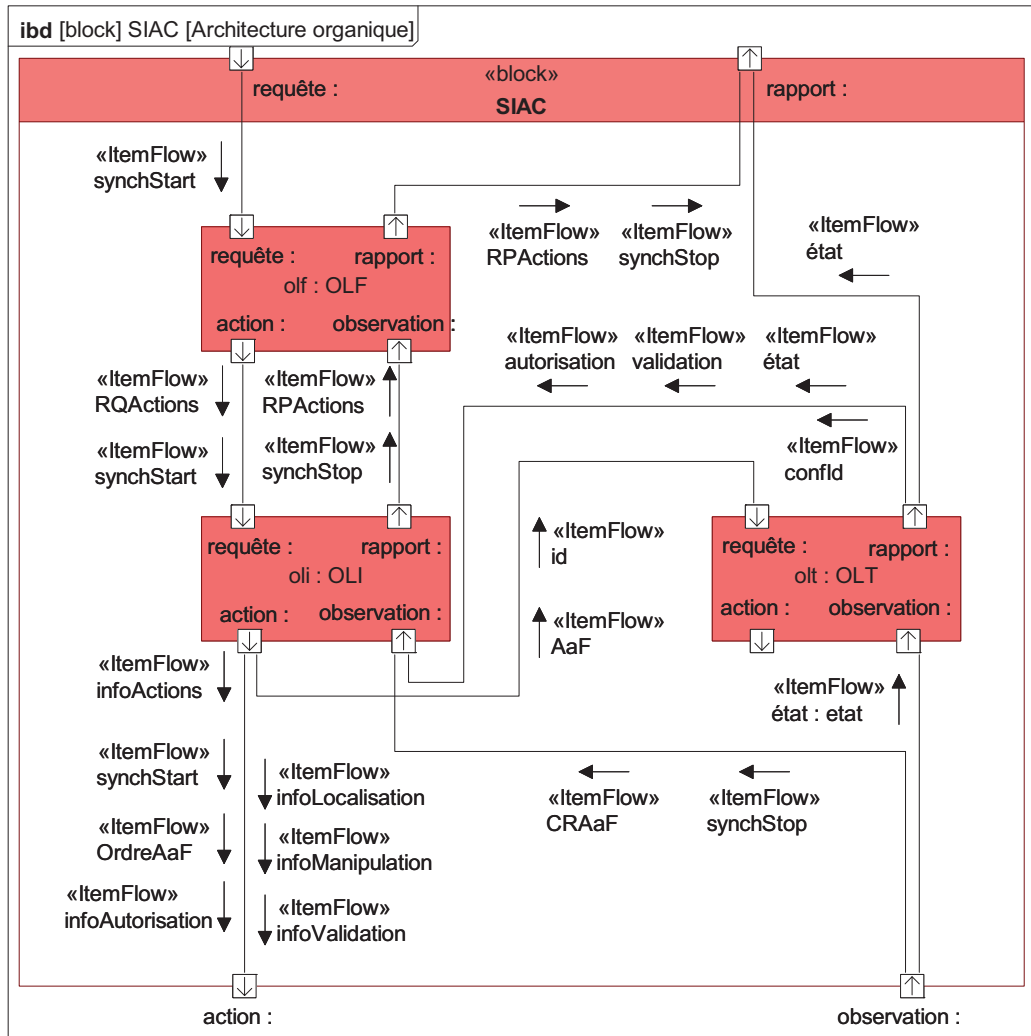 ibd [block] SIAC [Architecture organique]
«block»
SIAC
requête :
rapport :
«ItemFlow»
synchStart
«ItemFlow»
RPActions
«ItemFlow»
synchStop
«ItemFlow»
état
requête :
rapport :
olf : OLF
action :
observation :
«ItemFlow»
autorisation
«ItemFlow»
validation
«ItemFlow»
état
«ItemFlow»
RQActions
«ItemFlow»
RPActions
«ItemFlow»
confId
«ItemFlow»
synchStart
«ItemFlow»
synchStop
requête :
rapport :
oli : OLI
action :
observation :
«ItemFlow»
id
«ItemFlow»
AaF
requête :
rapport :
olt : OLT
action :
observation :
«ItemFlow»
infoActions
«ItemFlow»
état : etat
«ItemFlow»
synchStart
«ItemFlow»
infoLocalisation
«ItemFlow»
CRAaF
«ItemFlow»
synchStop
«ItemFlow»
OrdreAaF
«ItemFlow»
infoManipulation
«ItemFlow»
infoAutorisation
«ItemFlow»
infoValidation
action :
observation :